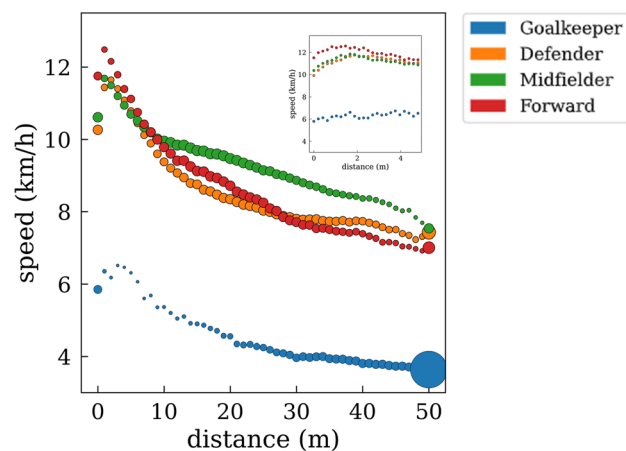 Goalkeeper
Defender
Midfielder
Forward
12
10
8
6
4
speed (km/h)
0 10 20 30 40 50
distance (m)
12
10
8
6
4
speed (km/h)
0 2 4
distance (m)